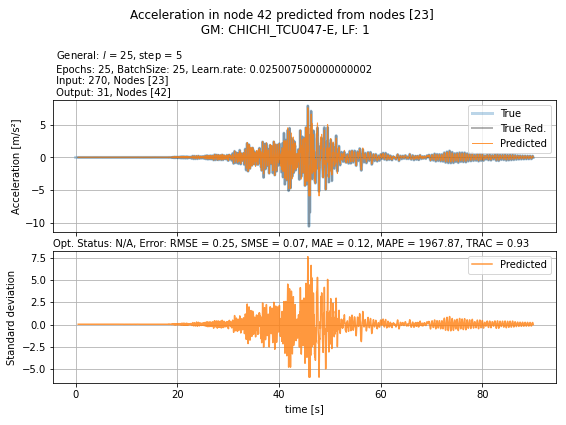 Acceleration in node 42 predicted from nodes [23]
GM: CHICHI_TCU047-E, LF: 1
General: l = 25, step = 5
Epochs: 25, BatchSize: 25, Learn.rate: 0.025007500000000002
Input: 270, Nodes [23]
Output: 31, Nodes [42]
True
True Red.
Predicted
5
0
−5
−10
Acceleration [m/s²]
Opt. Status: N/A, Error: RMSE = 0.25, SMSE = 0.07, MAE = 0.12, MAPE = 1967.87, TRAC = 0.93
Predicted
7.5
5.0
2.5
0.0
−2.5
−5.0
Standard deviation
0 20 40 60 80
time [s]